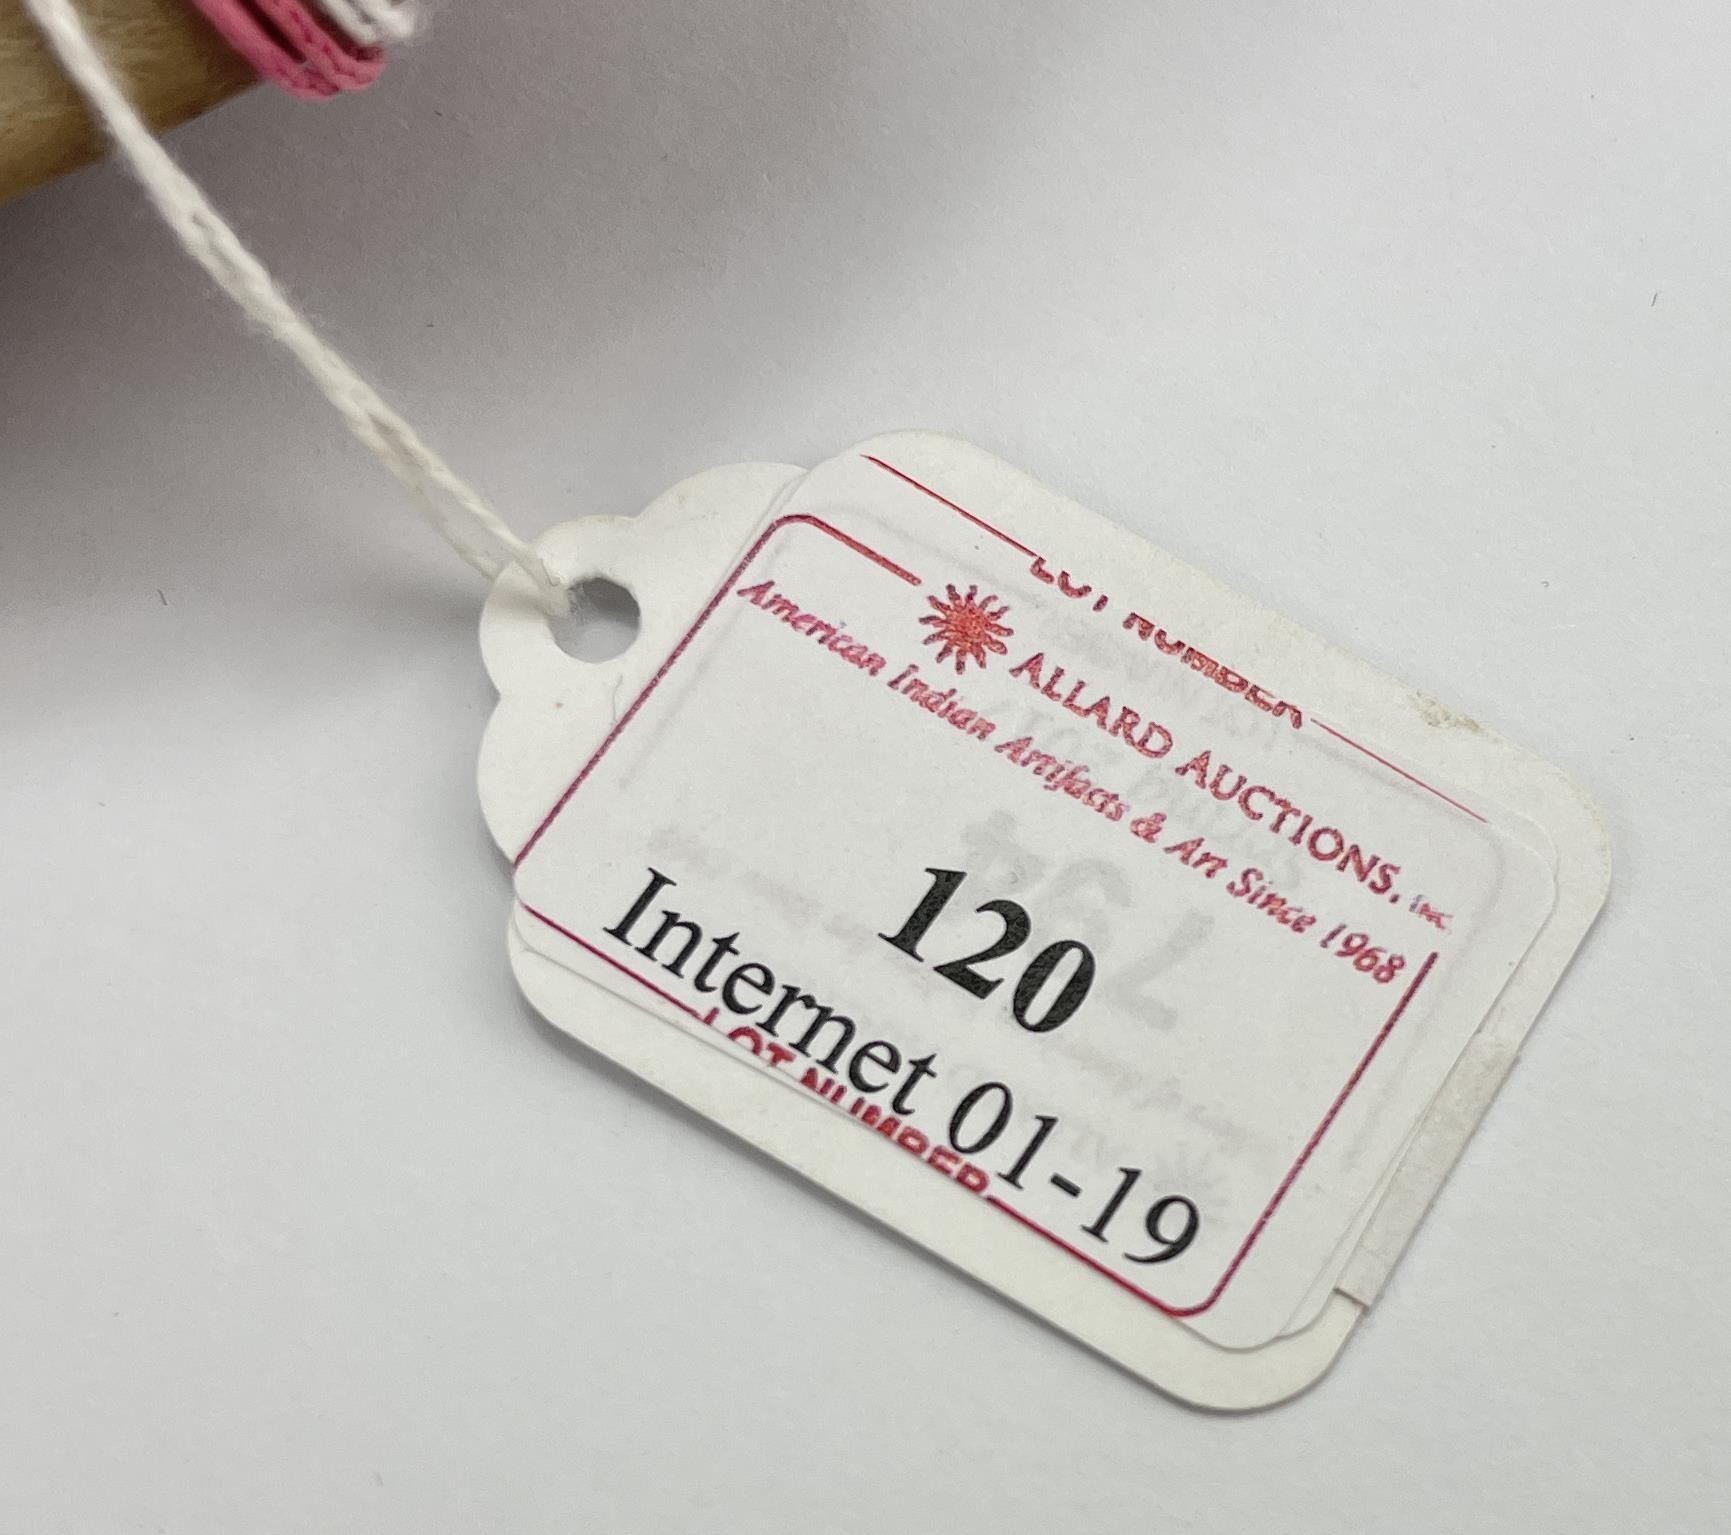 LOT NUMBER
ALLARD AUCTIONS, INC
American Indian Artifacts & Art Since 1968
120
Internet 01-19
LOT NUMBER